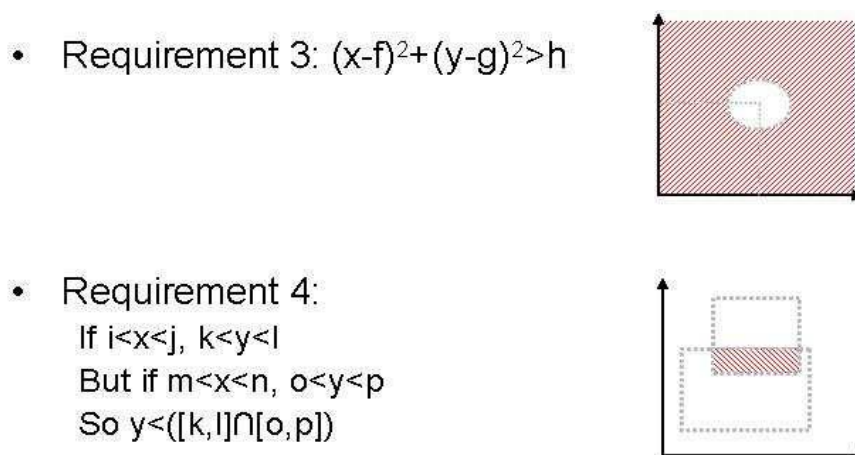 • Requirement 3: (x-f)²+(y-g)²>h
• Requirement 4:
If i<x<j, k<y<l
But if m<x<n, o<y<p
So y<([k,l]∩[o,p])